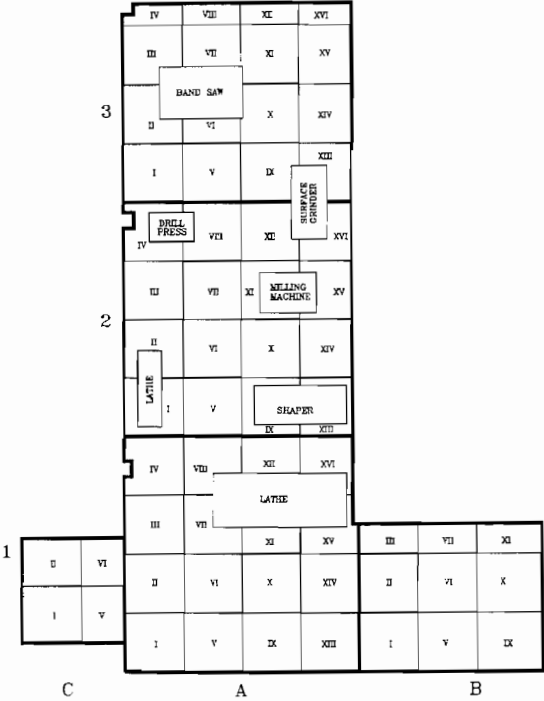 IV VIII XI XVI
III VII XI XV
BAND SAW
3
II VI X XIV
XIII
I V IX
SURFACE
GRINDER
DRILL
PRESS
IV VIII XII XVI
III VII XI XV
MILLING
MACHINE
2
II VI X XIV
LATHE
I V
SHAPER
IX XIII
IV VIII XII XVI
LATHE
III VII
XI XV III VII XI
1
II VI II VI X XIV II VI X
I V I V IX XIII I V IX
C A B